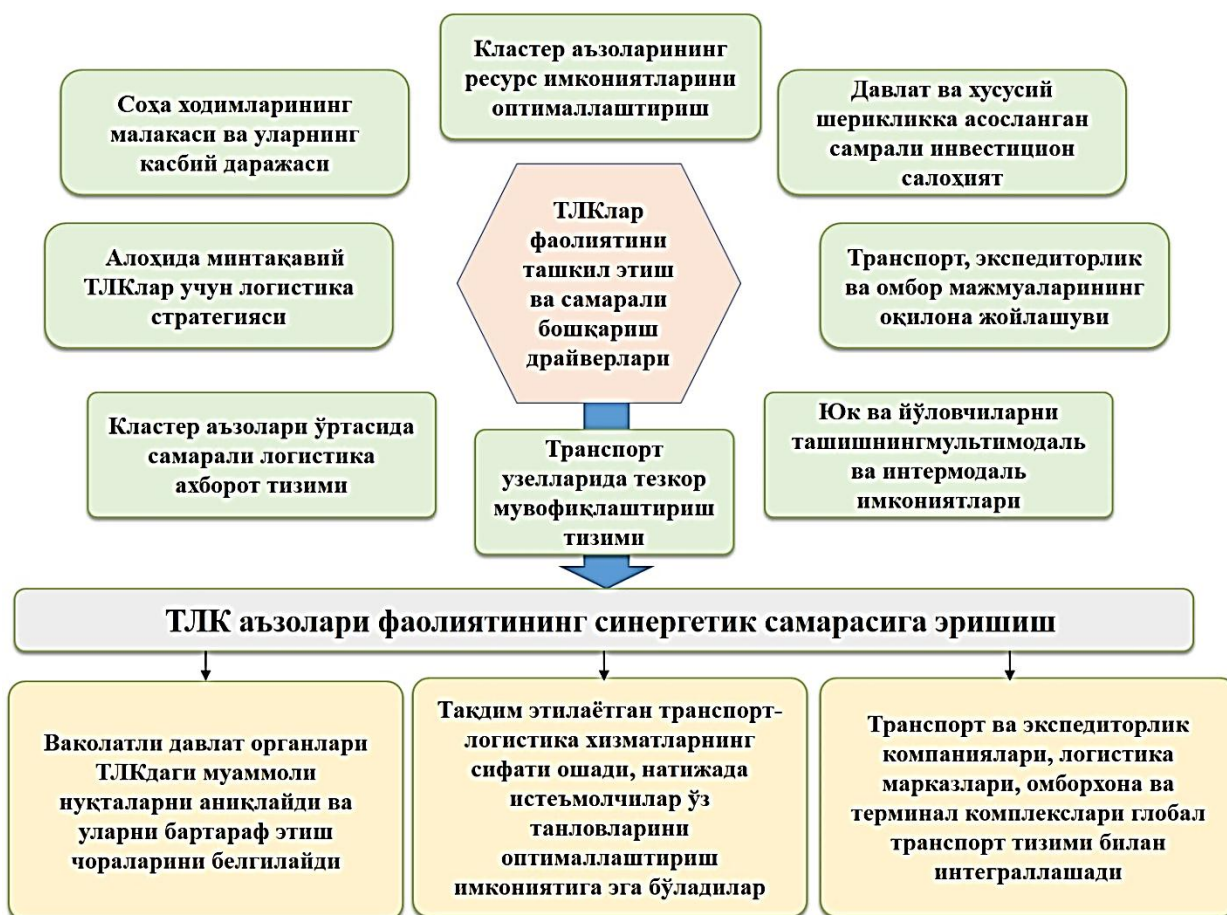 Кластер аъзоларининг
ресурс имкониятларини
оптималлаштириш
Соҳа ходимларининг
малакаси ва уларнинг
касбий даражаси
Давлат ва хусусий
шерикликка асосланган
самрали инвестицион
салоҳият
ТЛКлар
фаолиятини
ташкил этиш
ва самарали
бошқариш
драйверлари
Алоҳида минтақавий
ТЛКлар учун логистика
стратегияси
Транспорт, экспедиторлик
ва омбор мажмуаларининг
оқилона жойлашуви
Кластер аъзолари ўртасида
самарали логистика
ахборот тизими
Транспорт
узелларида тезкор
мувофиқлаштириш
тизими
Юк ва йўловчиларни
ташишнингмультимодаль
ва интермодаль
имкониятлари
ТЛК аъзолари фаолиятининг синергетик самарасига эришиш
Ваколатли давлат органлари
ТЛКдаги муаммоли
нуқталарни аниқлайди ва
уларни бартараф этиш
чораларини белгилайди
Тақдим этилаётган транспорт-
логистика хизматларнинг
сифати ошади, натижада
истеъмолчилар ўз
танловларини
оптималлаштириш
имкониятига эга бўладилар
Транспорт ва экспедиторлик
компаниялари, логистика
марказлари, омборхона ва
терминал комплекслари глобал
транспорт тизими билан
интеграллашади